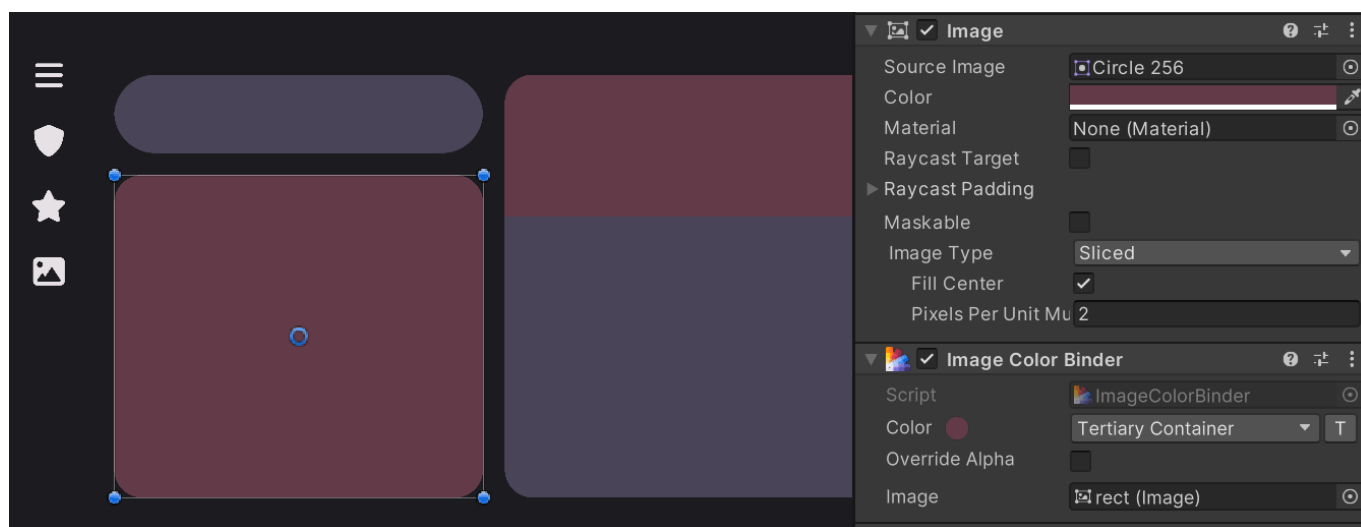 Image
Source Image Circle 256
Color
Material None (Material)
Raycast Target
Raycast Padding
Maskable
Image Type Sliced
Fill Center
Pixels Per Unit Mu 2
Image Color Binder
Script ImageColorBinder
Color Tertiary Container T
Override Alpha
Image rect (Image)